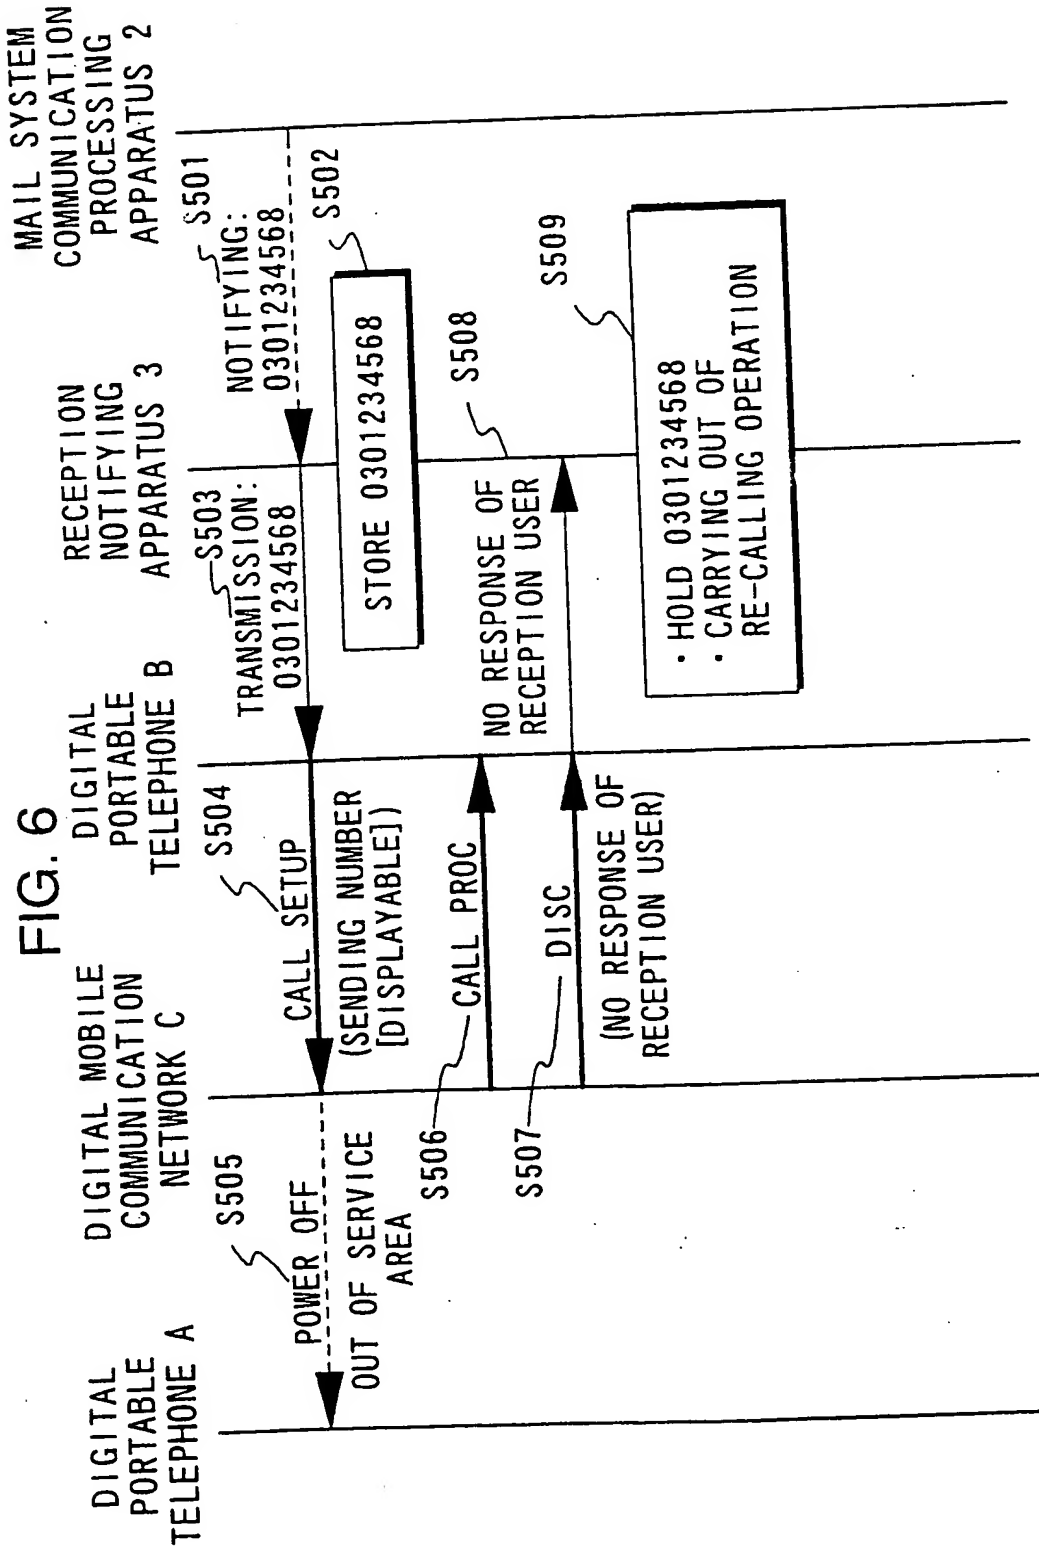 FIG. 6
DIGITAL
PORTABLE
TELEPHONE A
DIGITAL MOBILE
COMMUNICATION
NETWORK C
DIGITAL
PORTABLE
TELEPHONE B
RECEPTION
NOTIFYING
APPARATUS 3
MAIL SYSTEM
COMMUNICATION
PROCESSING
APPARATUS 2
S501
NOTIFYING:
0301234568
S502
STORE 0301234568
S503
TRANSMISSION:
0301234568
S504
CALL SETUP
(SENDING NUMBER
[DISPLAYABLE])
S505
POWER OFF
OUT OF SERVICE
AREA
S506
CALL PROC
S507
DISC
(NO RESPONSE OF
RECEPTION USER)
NO RESPONSE OF
RECEPTION USER
S508
S509
· HOLD 0301234568
· CARRYING OUT OF
RE-CALLING OPERATION